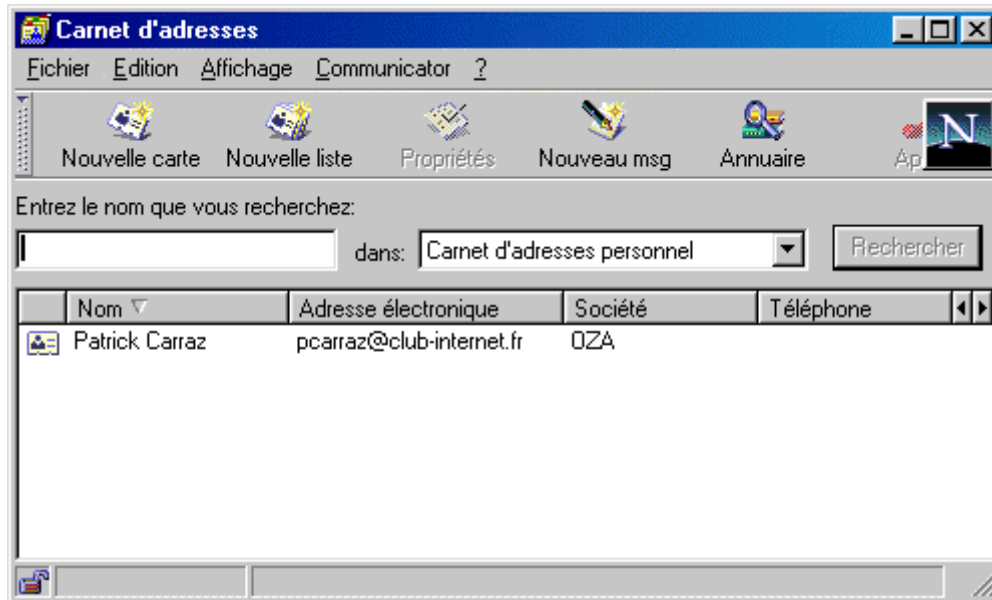 Carnet d'adresses
Fichier Edition Affichage Communicator ?
Nouvelle carte Nouvelle liste Propriétés Nouveau msg Annuaire Ap
N
Entrez le nom que vous recherchez:
dans: Carnet d'adresses personnel Rechercher
Nom Adresse électronique Société Téléphone
Patrick Carraz pcarraz@club-internet.fr OZA